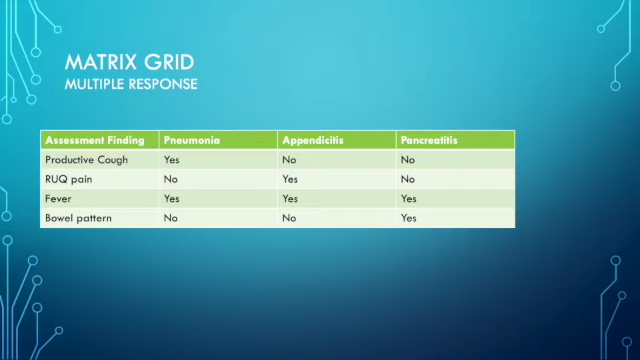 MATRIX GRID
MULTIPLE RESPONSE
Assessment Finding Pneumonia Appendicitis Pancreatitis
Productive Cough Yes No No
RUQ pain No Yes No
Fever Yes Yes Yes
Bowel pattern No No Yes